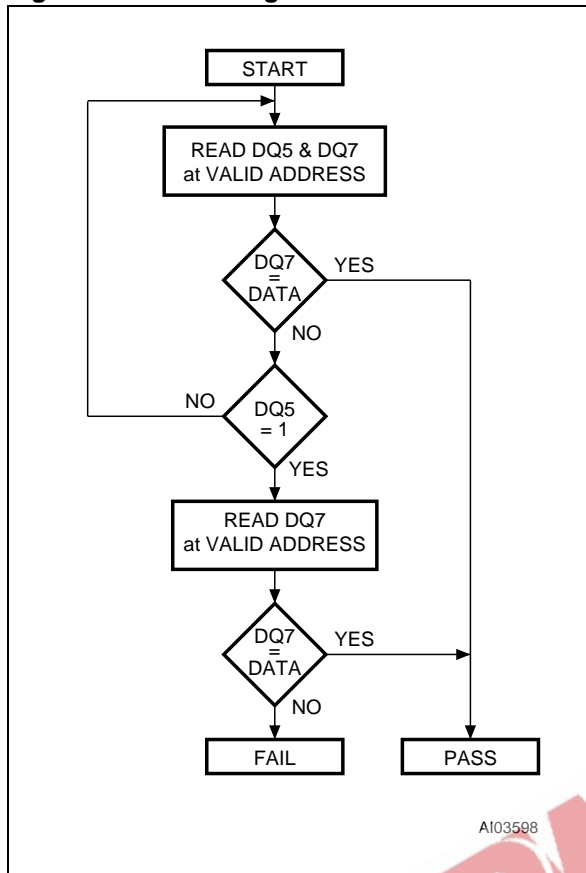 START
READ DQ5 & DQ7
at VALID ADDRESS
DQ7
=
DATA
YES
NO
NO
DQ5
= 1
YES
READ DQ7
at VALID ADDRESS
DQ7
=
DATA
YES
NO
FAIL
PASS
AI03598